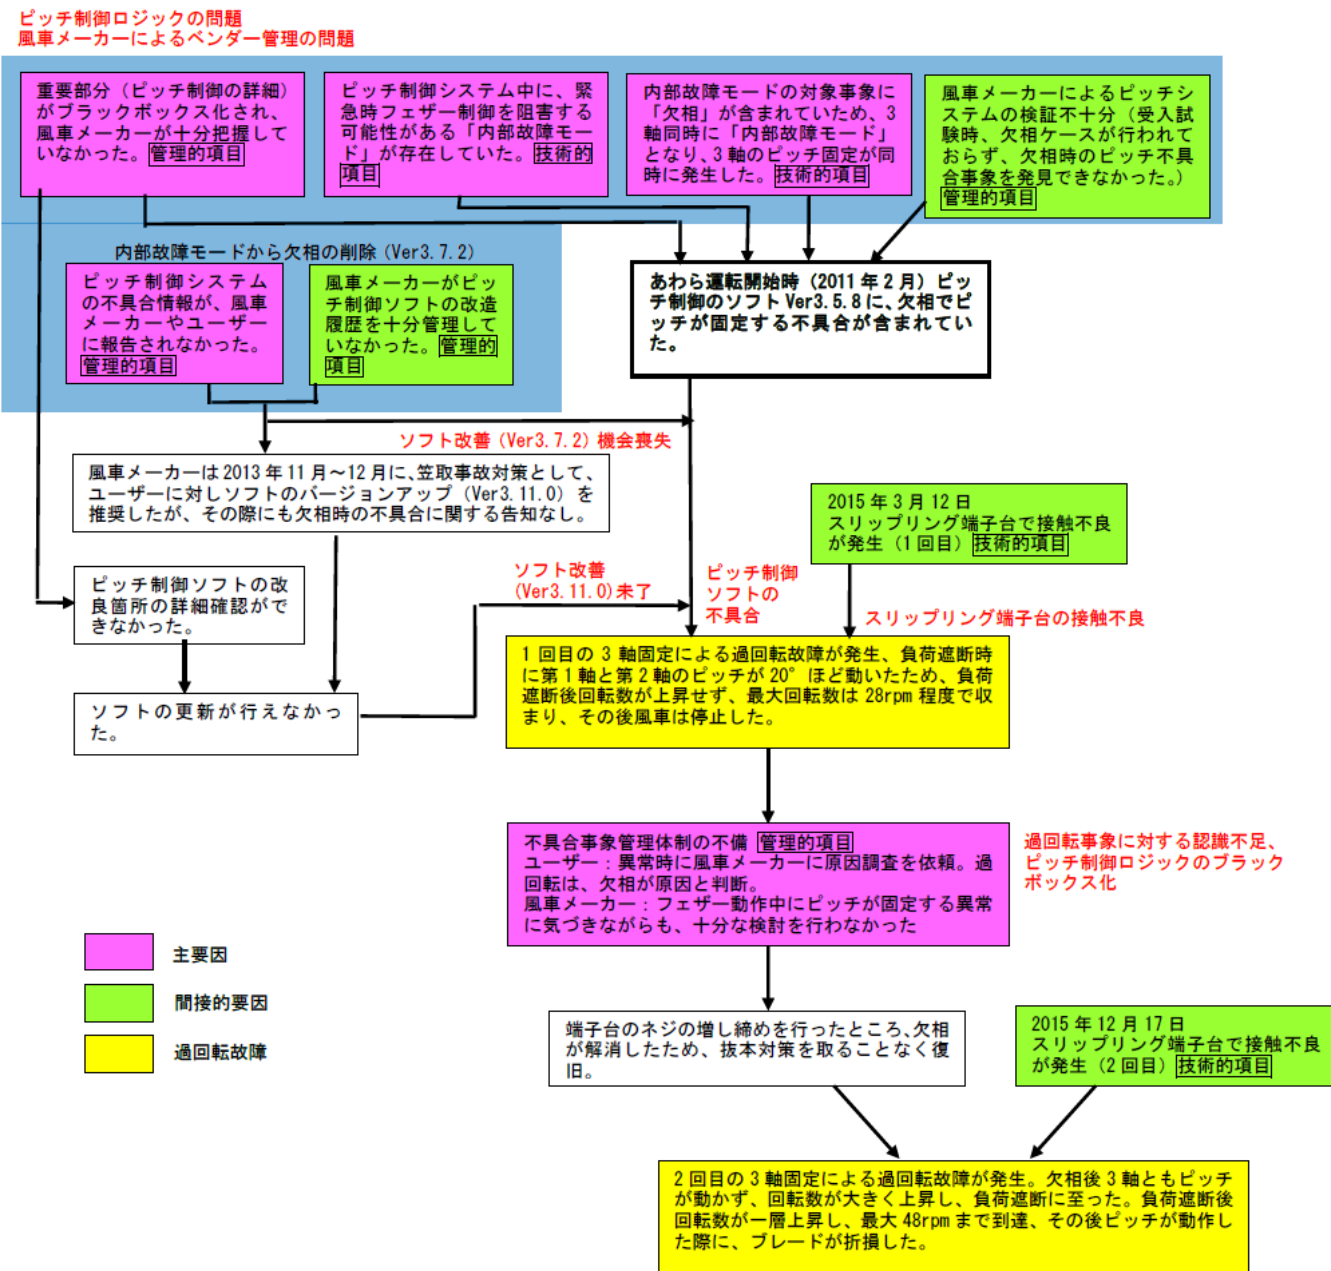 ピッチ制御ロジックの問題
風車メーカーによるベンダー管理の問題
重要部分（ピッチ制御の詳細）
がブラックボックス化され、
風車メーカーが十分把握して
いなかった。管理的項目
ピッチ制御システム中に、緊
急時フェザー制御を阻害する
可能性がある「内部故障モー
ド」が存在していた。技術的
項目
内部故障モードの対象事象に
「欠相」が含まれていたため、3
軸同時に「内部故障モード」
となり、3 軸のピッチ固定が同
時に発生した。技術的項目
風車メーカーによるピッチシ
ステムの検証不十分（受入試
験時、欠相ケースが行われて
おらず、欠相時のピッチ不具
合事象を発見できなかった。）
管理的項目
内部故障モードから欠相の削除（Ver3.7.2）
ピッチ制御システム
の不具合情報が、風車
メーカーやユーザー
に報告されなかった。
管理的項目
風車メーカーがピッ
チ制御ソフトの改造
履歴を十分管理して
いなかった。管理的
項目
あわら運転開始時（2011 年 2 月）ピッ
チ制御のソフト Ver3.5.8 に、欠相でピ
ッチが固定する不具合が含まれてい
た。
ソフト改善（Ver3.7.2）機会喪失
風車メーカーは 2013 年 11 月～12 月に、笠取事故対策として、
ユーザーに対しソフトのバージョンアップ（Ver3.11.0）を
推奨したが、その際にも欠相時の不具合に関する告知なし。
2015 年 3 月 12 日
スリップリング端子台で接触不良
が発生（1 回目）技術的項目
ピッチ制御ソフトの改
良箇所の詳細確認がで
きなかった。
ソフト改善
（Ver3.11.0）未了
ピッチ制御
ソフトの
不具合
スリップリング端子台の接触不良
1 回目の 3 軸固定による過回転故障が発生、負荷遮断時
に第 1 軸と第 2 軸のピッチが 20° ほど動いたため、負荷
遮断後回転数が上昇せず、最大回転数は 28rpm 程度で収
まり、その後風車は停止した。
ソフトの更新が行えなかっ
た。
不具合事象管理体制の不備 管理的項目
ユーザー：異常時に風車メーカーに原因調査を依頼。過
回転は、欠相が原因と判断。
風車メーカー：フェザー動作中にピッチが固定する異常
に気づきながらも、十分な検討を行わなかった
過回転事象に対する認識不足、
ピッチ制御ロジックのブラック
ボックス化
主要因
間接的要因
過回転故障
端子台のネジの増し締めを行ったところ、欠相
が解消したため、抜本対策を取ることなく復
旧。
2015 年 12 月 17 日
スリップリング端子台で接触不良
が発生（2 回目）技術的項目
2 回目の 3 軸固定による過回転故障が発生。欠相後 3 軸ともピッチ
が動かず、回転数が大きく上昇し、負荷遮断に至った。負荷遮断後
回転数が一層上昇し、最大 48rpm まで到達、その後ピッチが動作し
た際に、ブレードが折損した。